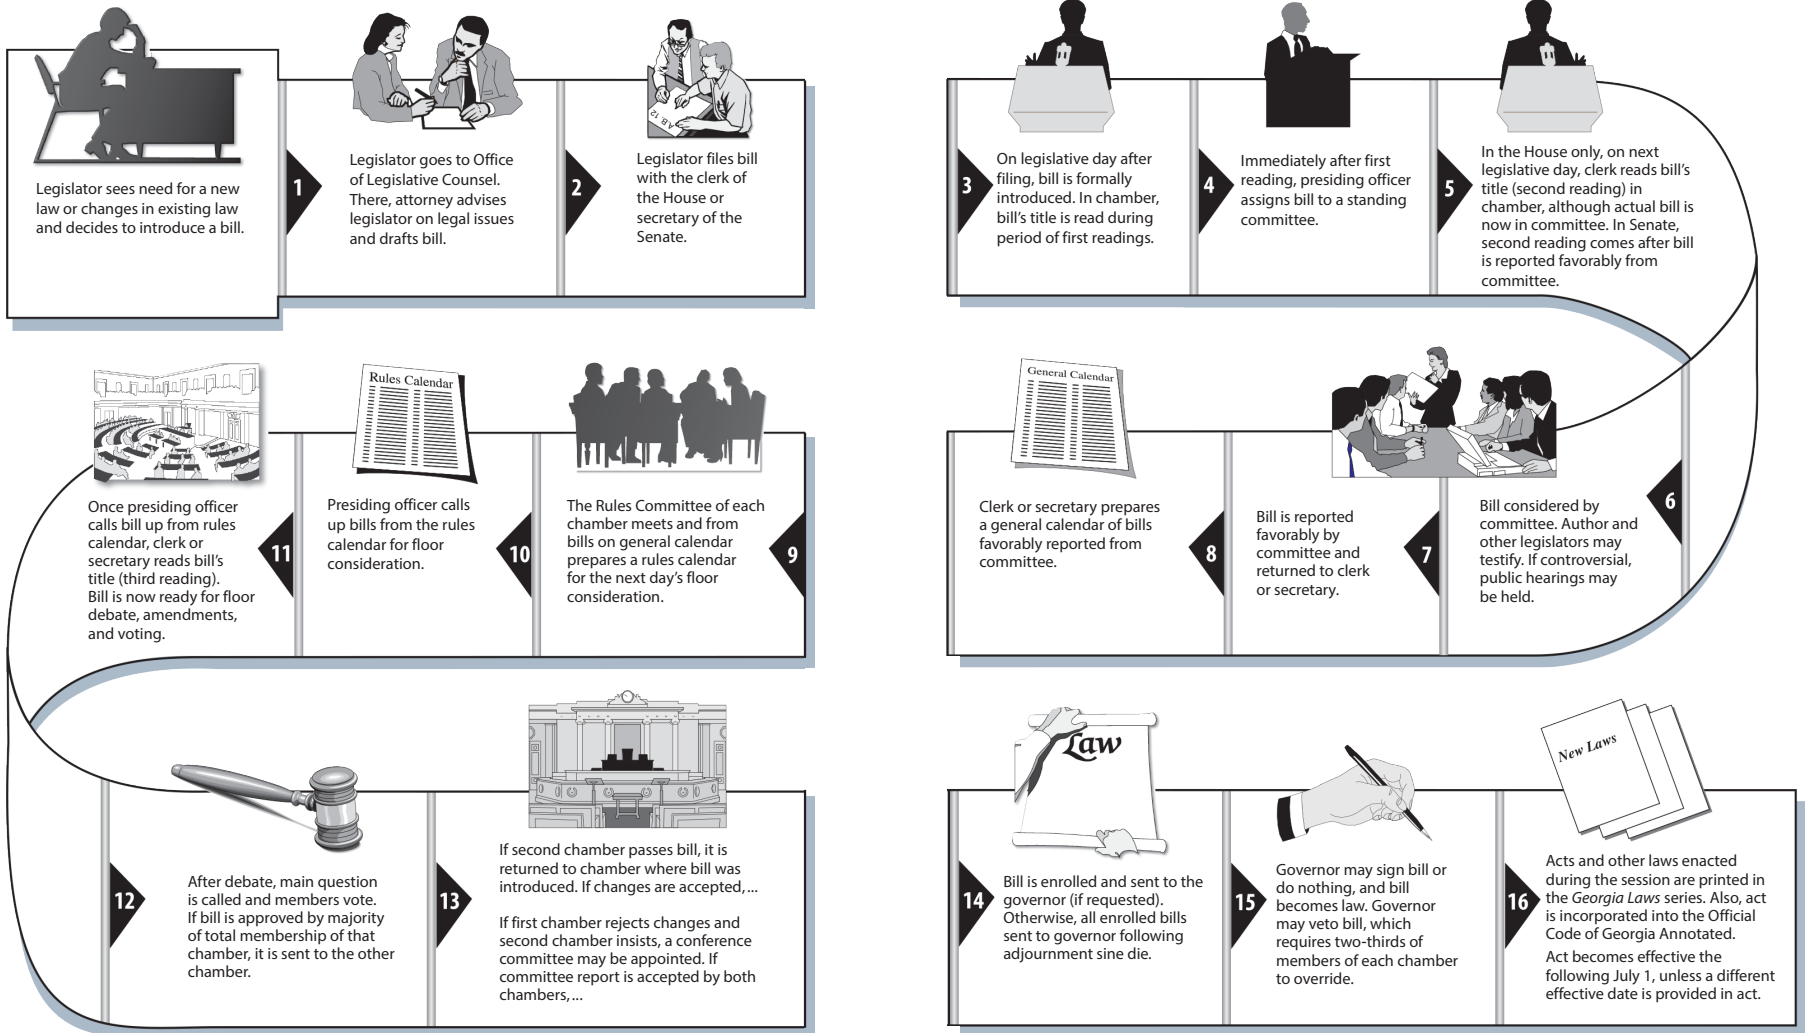 Legislator sees need for a new
law or changes in existing law
and decides to introduce a bill.
1
Legislator goes to Office
of Legislative Counsel.
There, attorney advises
legislator on legal issues
and drafts bill.
2
AB. 12
Legislator files bill
with the clerk of
the House or
secretary of the
Senate.
3
On legislative day after
filing, bill is formally
introduced. In chamber,
bill's title is read during
period of first readings.
4
Immediately after first
reading, presiding officer
assigns bill to a standing
committee.
5
In the House only, on next
legislative day, clerk reads bill's
title (second reading) in
chamber, although actual bill is
now in committee. In Senate,
second reading comes after bill
is reported favorably from
committee.
6
Bill considered by
committee. Author and
other legislators may
testify. If controversial,
public hearings may
be held.
7
Bill is reported
favorably by
committee and
returned to clerk
or secretary.
8
General Calendar
Clerk or secretary prepares
a general calendar of bills
favorably reported from
committee.
9
The Rules Committee of each
chamber meets and from
bills on general calendar
prepares a rules calendar
for the next day's floor
consideration.
10
Rules Calendar
Presiding officer calls
up bills from the rules
calendar for floor
consideration.
11
Once presiding officer
calls bill up from rules
calendar, clerk or
secretary reads bill's
title (third reading).
Bill is now ready for floor
debate, amendments,
and voting.
12
After debate, main question
is called and members vote.
If bill is approved by majority
of total membership of that
chamber, it is sent to the other
chamber.
13
If second chamber passes bill, it is
returned to chamber where bill was
introduced. If changes are accepted, ...
If first chamber rejects changes and
second chamber insists, a conference
committee may be appointed. If
committee report is accepted by both
chambers, ...
14
Law
Bill is enrolled and sent to the
governor (if requested).
Otherwise, all enrolled bills
sent to governor following
adjournment sine die.
15
Governor may sign bill or
do nothing, and bill
becomes law. Governor
may veto bill, which
requires two-thirds of
members of each chamber
to override.
16
New Laws
Acts and other laws enacted
during the session are printed in
the Georgia Laws series. Also, act
is incorporated into the Official
Code of Georgia Annotated.
Act becomes effective the
following July 1, unless a different
effective date is provided in act.